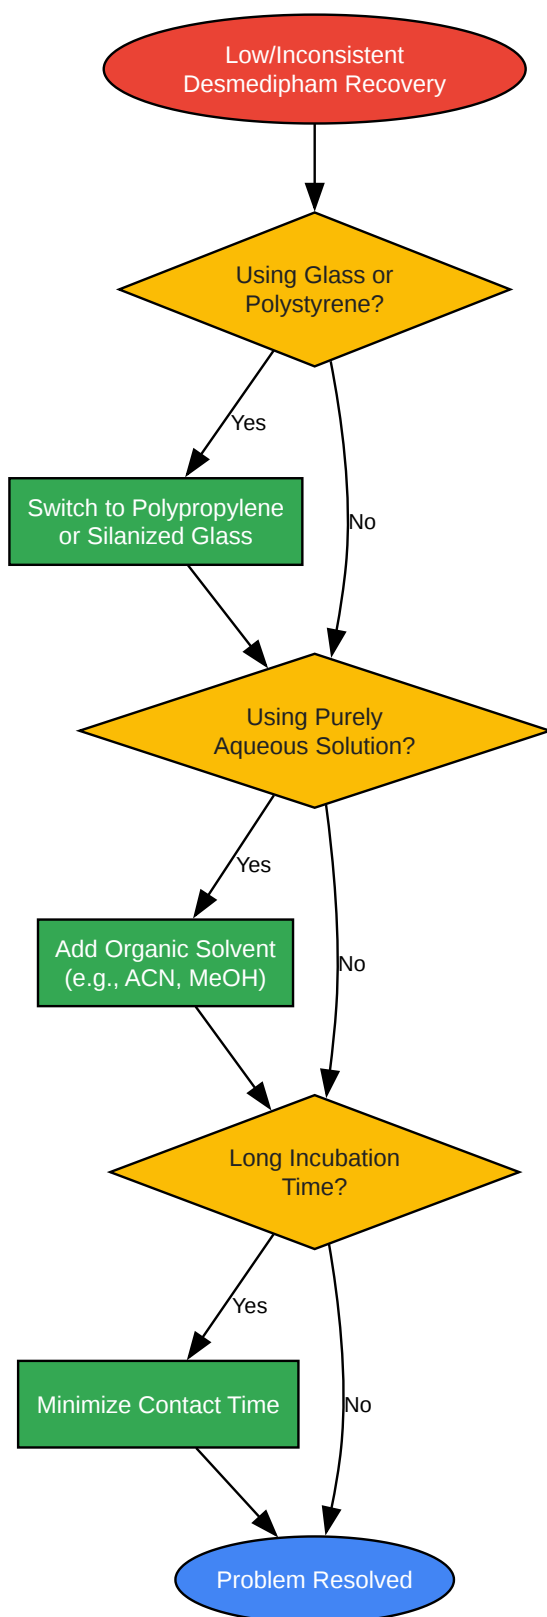 Low/Inconsistent
Desmedipham Recovery
Using Glass or
Polystyrene?
Yes
No
Switch to Polypropylene
or Silanized Glass
Using Purely
Aqueous Solution?
Yes
No
Add Organic Solvent
(e.g., ACN, MeOH)
Long Incubation
Time?
Yes
No
Minimize Contact Time
Problem Resolved